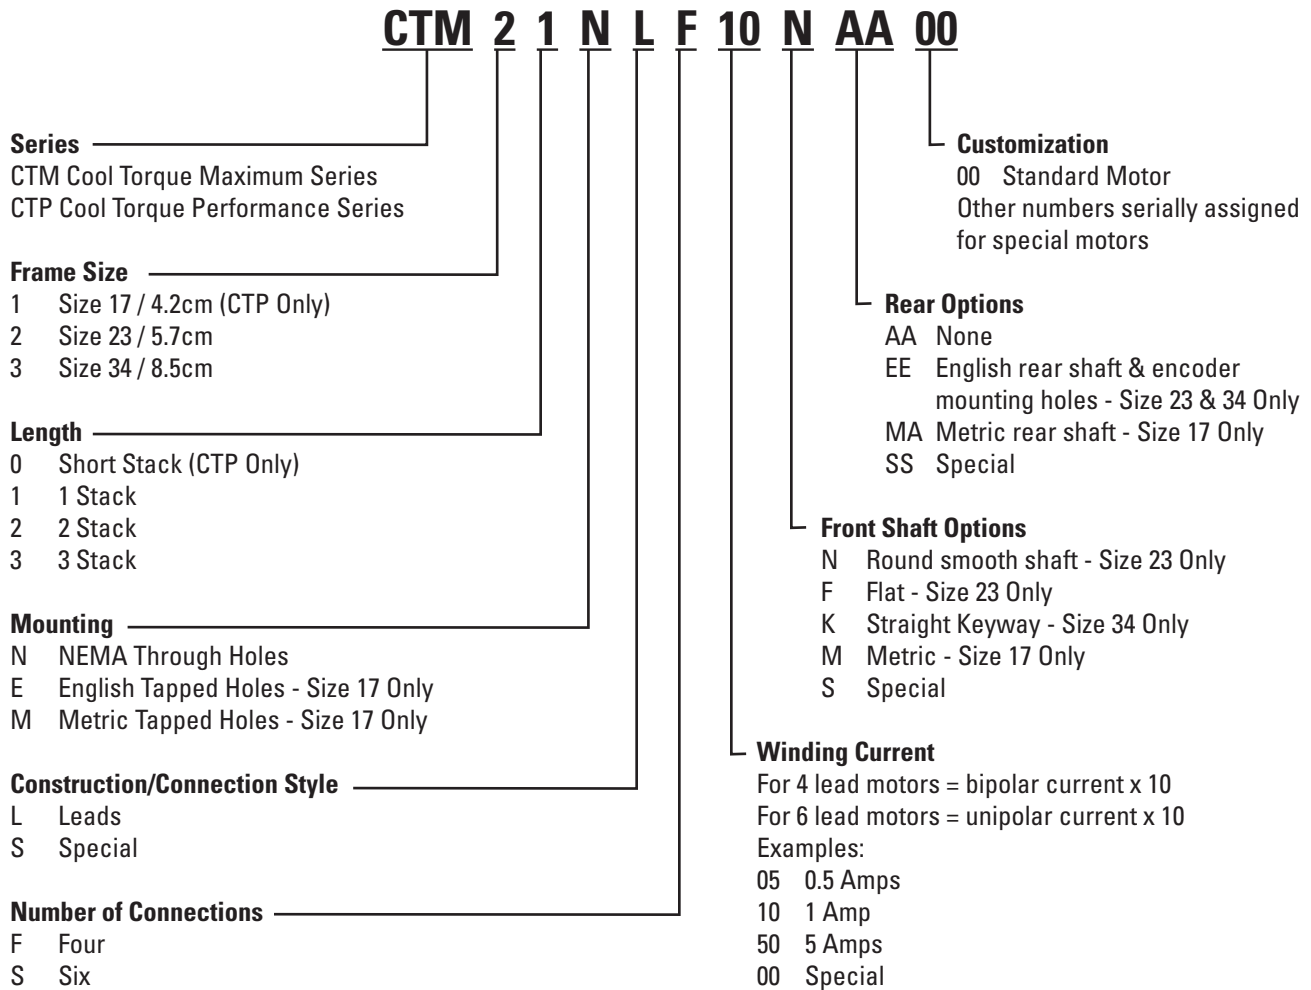 CTM 2 1 N L F 10 N AA 00
Series
CTM Cool Torque Maximum Series
CTP Cool Torque Performance Series
Frame Size
1 Size 17 / 4.2cm (CTP Only)
2 Size 23 / 5.7cm
3 Size 34 / 8.5cm
Length
0 Short Stack (CTP Only)
1 1 Stack
2 2 Stack
3 3 Stack
Mounting
N NEMA Through Holes
E English Tapped Holes - Size 17 Only
M Metric Tapped Holes - Size 17 Only
Construction/Connection Style
L Leads
S Special
Number of Connections
F Four
S Six
Customization
00 Standard Motor
Other numbers serially assigned
for special motors
Rear Options
AA None
EE English rear shaft & encoder
mounting holes - Size 23 & 34 Only
MA Metric rear shaft - Size 17 Only
SS Special
Front Shaft Options
N Round smooth shaft - Size 23 Only
F Flat - Size 23 Only
K Straight Keyway - Size 34 Only
M Metric - Size 17 Only
S Special
Winding Current
For 4 lead motors = bipolar current x 10
For 6 lead motors = unipolar current x 10
Examples:
05 0.5 Amps
10 1 Amp
50 5 Amps
00 Special